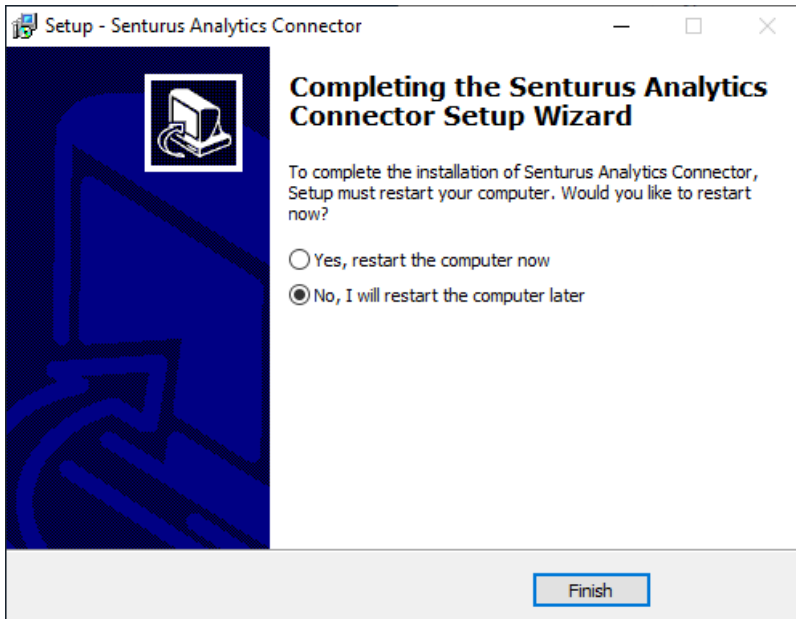 Setup - Senturus Analytics Connector
Completing the Senturus Analytics
Connector Setup Wizard
To complete the installation of Senturus Analytics Connector,
Setup must restart your computer. Would you like to restart
now?
Yes, restart the computer now
No, I will restart the computer later
Finish